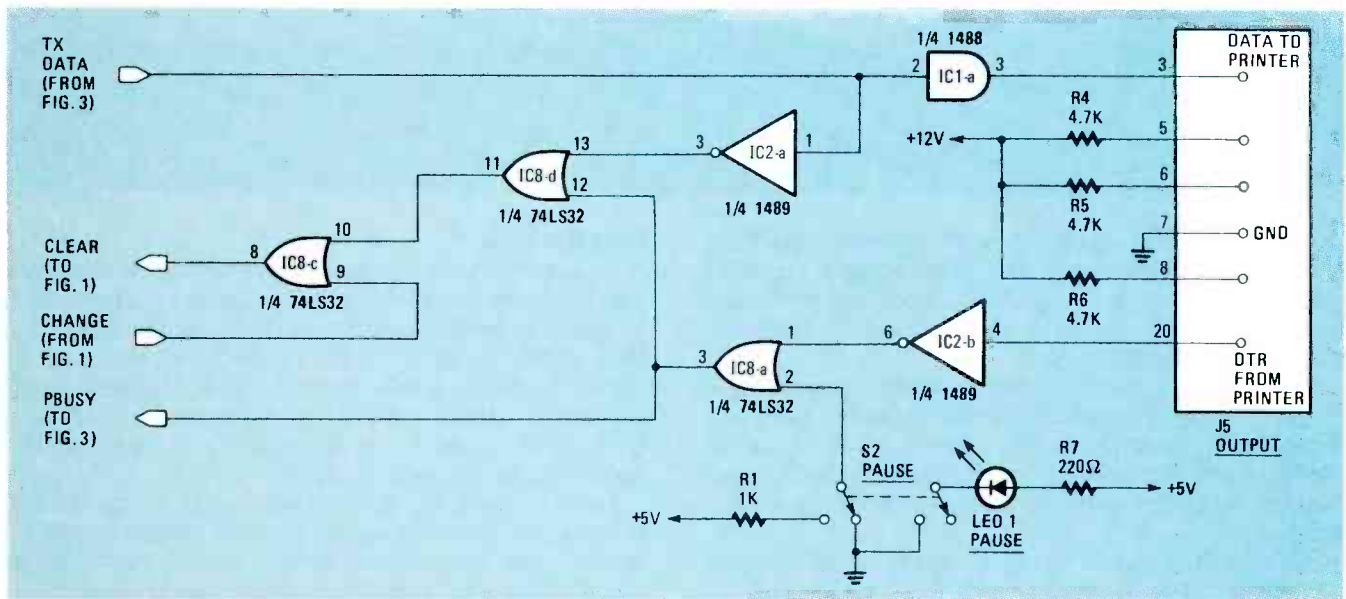 TX
DATA
(FROM
FIG. 3)
1/4 1488
2
IC1-a
3
3
DATA TO
PRINTER
R4
4.7K
+12V
5
R5
4.7K
6
7
GND
R6
4.7K
8
20
DTR
FROM
PRINTER
J5
OUTPUT
3
IC2-a
1
1/4 1489
13
12
11
IC8-d
1/4 74LS32
10
9
8
IC8-c
1/4 74LS32
CLEAR
(TO
FIG. 1)
CHANGE
(FROM
FIG. 1)
PBUSY
(TO
FIG. 3)
6
IC2-b
4
1/4 1489
1
2
3
IC8-a
1/4 74LS32
S2
PAUSE
R1
1K
+5V
LED 1
PAUSE
R7
220Ω
+5V